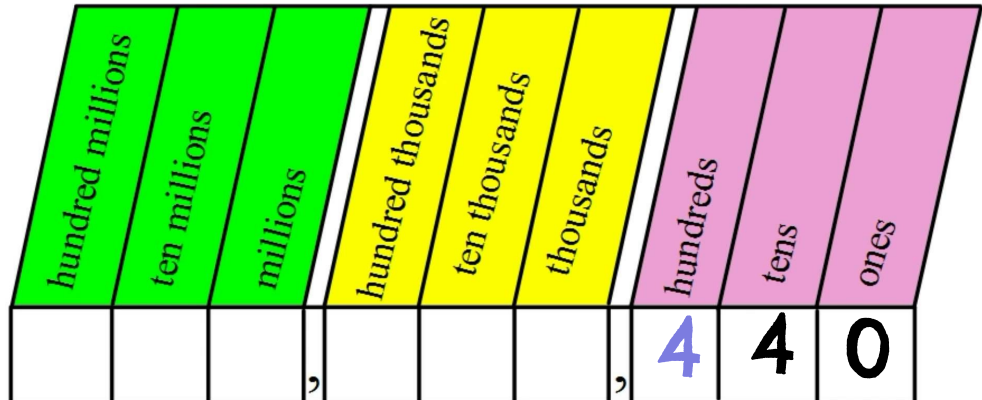 hundred millions
ten millions
millions
hundred thousands
ten thousands
thousands
hundreds
tens
ones
, , 4 4 0